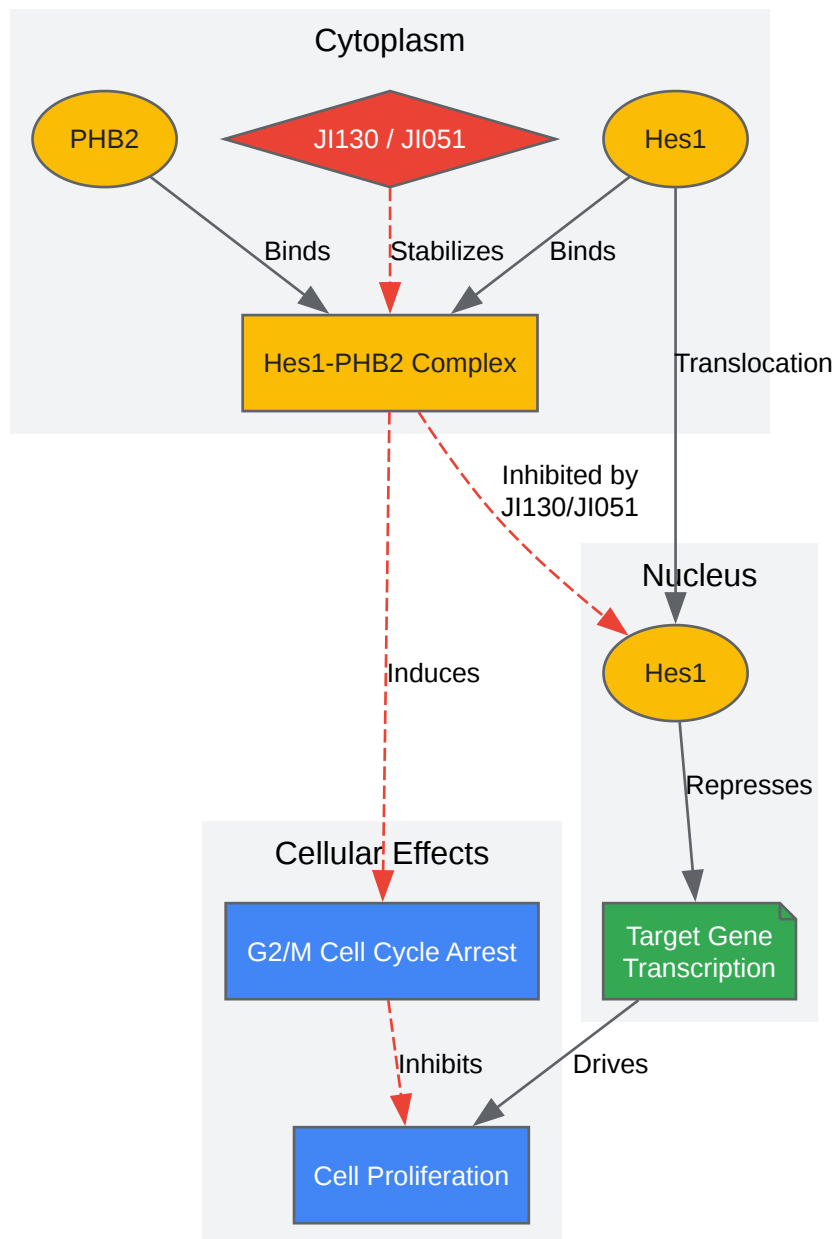 Cytoplasm
PHB2
JI130 / JI051
Hes1
Binds
Stabilizes
Binds
Hes1-PHB2 Complex
Translocation
Inhibited by
JI130/JI051
Nucleus
Hes1
Induces
Represses
Cellular Effects
G2/M Cell Cycle Arrest
Target Gene
Transcription
Inhibits
Drives
Cell Proliferation